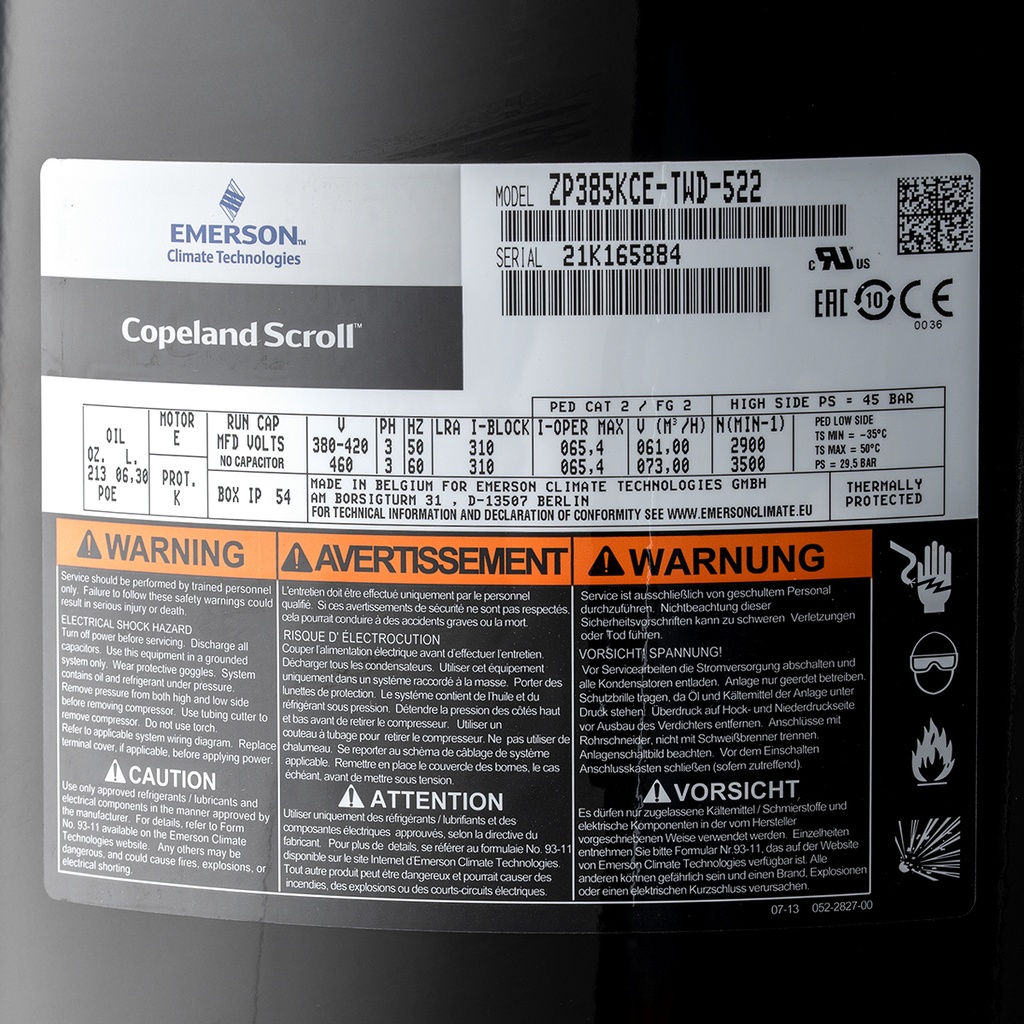 EMERSON™
Climate Technologies
Copeland Scroll™
MODEL ZP385KCE-TWD-522
SERIAL 21K165884
c RU US
EAC 10 CE
0036
PED CAT 2 / FG 2 HIGH SIDE PS = 45 BAR
OIL
OZ. L.
213 06,30
POE
MOTOR
E
PROT.
K
RUN CAP
MFD VOLTS
NO CAPACITOR
BOX IP 54
V PH HZ LRA I-BLOCK I-OPER MAX V (M³/H) N(MIN-1)
380-420 3 50 310 065,4 061,00 2900
460 3 60 310 065,4 073,00 3500
PED LOW SIDE
TS MIN = -35°C
TS MAX = 50°C
PS = 29,5 BAR
MADE IN BELGIUM FOR EMERSON CLIMATE TECHNOLOGIES GMBH
AM BORSIGTURM 31 , D-13507 BERLIN
FOR TECHNICAL INFORMATION AND DECLARATION OF CONFORMITY SEE WWW.EMERSONCLIMATE.EU
THERMALLY
PROTECTED
WARNING
Service should be performed by trained personnel
only. Failure to follow these safety warnings could
result in serious injury or death.
ELECTRICAL SHOCK HAZARD
Turn off power before servicing. Discharge all
capacitors. Use this equipment in a grounded
system only. Wear protective goggles. System
contains oil and refrigerant under pressure.
Remove pressure from both high and low side
before removing compressor. Use tubing cutter to
remove compressor. Do not use torch.
Refer to applicable system wiring diagram. Replace
terminal cover, if applicable, before applying power.
CAUTION
Use only approved refrigerants / lubricants and
electrical components in the manner approved by
the manufacturer. For details, refer to Form
No. 93-11 available on the Emerson Climate
Technologies website. Any others may be
dangerous, and could cause fires, explosions, or
electrical shorting.
AVERTISSEMENT
L'entretien doit être effectué uniquement par le personnel
qualifié. Si ces avertissements de sécurité ne sont pas respectés,
cela pourrait conduire à des accidents graves ou la mort.
RISQUE D' ÉLECTROCUTION
Couper l'alimentation électrique avant d'effectuer l'entretien.
Décharger tous les condensateurs. Utiliser cet équipement
uniquement dans un système raccordé à la masse. Porter des
lunettes de protection. Le système contient de l'huile et du
réfrigérant sous pression. Détendre la pression des côtés haut
et bas avant de retirer le compresseur. Utiliser un
couteau à tubage pour retirer le compresseur. Ne pas utiliser de
chalumeau. Se reporter au schéma de câblage de système
applicable. Remettre en place le couvercle des bornes, le cas
échéant, avant de mettre sous tension.
ATTENTION
Utiliser uniquement des réfrigérants / lubrifiants et des
composantes électriques approuvés, selon la directive du
fabricant. Pour plus de details, se référer au formulaie No. 93-11
disponible sur le site Internet d'Emerson Climate Technologies.
Tout autre produit peut être dangereux et pourrait causer des
incendies, des explosions ou des courts-circuits électriques.
WARNUNG
Service ist ausschließlich von geschultem Personal
durchzuführen. Nichtbeachtung dieser
Sicherheitsvorschriften kann zu schweren Verletzungen
oder Tod führen.
VORSICHT! SPANNUNG!
Vor Servicearbeiten die Stromversorgung abschalten und
alle Kondensatoren entladen. Anlage nur geerdet betreiben.
Schutzbrille tragen, da Öl und Kältemittel der Anlage unter
Druck stehen. Überdruck auf Hock- und Niederdruckseite
vor Ausbau des Verdichters entfernen. Anschlüsse mit
Rohrschneider, nicht mit Schweißbrenner trennen.
Anlagenschaltbild beachten. Vor dem Einschalten
Anschlusskasten schließen (sofern zutreffend).
VORSICHT
Es dürfen nur zugelassene Kältemittel / Schmierstoffe und
elektrische Komponenten in der vom Hersteller
vorgeschriebenen Weise verwendet werden. Einzelheiten
entnehmen Sie bitte Formular Nr.93-11, das auf der Website
von Emerson Climate Technologies verfügbar ist. Alle
anderen können gefährlich sein und einen Brand, Explosionen
oder einen elektrischen Kurzschluss verursachen.
07-13 052-2827-00